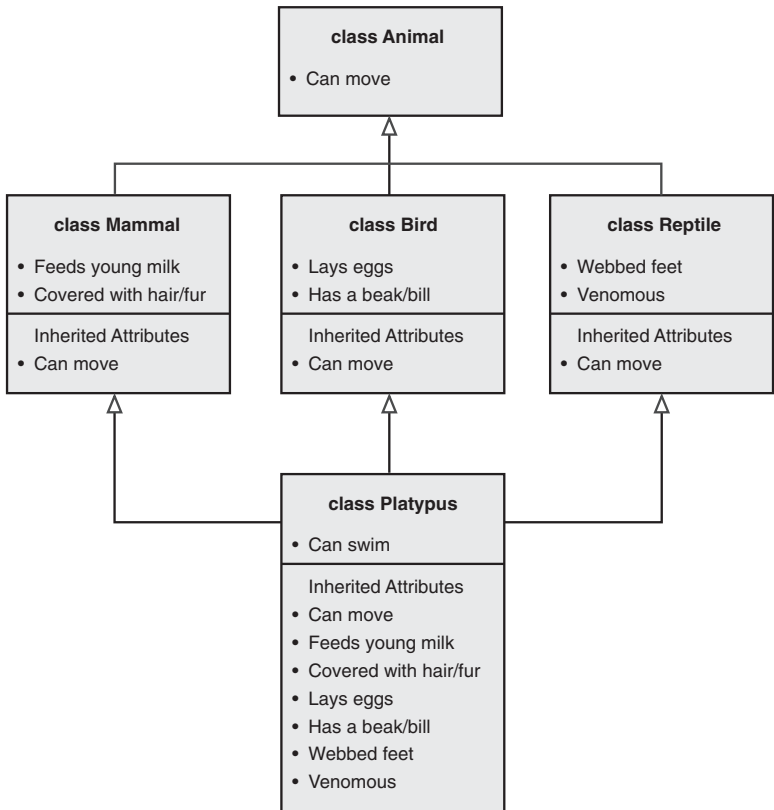 class Animal
• Can move
class Mammal
• Feeds young milk
• Covered with hair/fur
Inherited Attributes
• Can move
class Bird
• Lays eggs
• Has a beak/bill
Inherited Attributes
• Can move
class Reptile
• Webbed feet
• Venomous
Inherited Attributes
• Can move
class Platypus
• Can swim
Inherited Attributes
• Can move
• Feeds young milk
• Covered with hair/fur
• Lays eggs
• Has a beak/bill
• Webbed feet
• Venomous